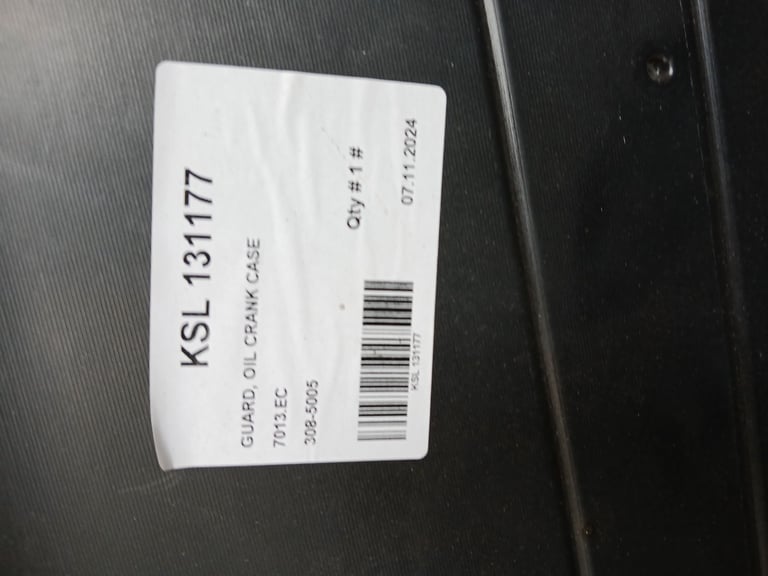 KSL 131177
GUARD, OIL CRANK CASE
7013.EC
308-5005
Qty # 1 #
KSL 131177
07.11.2024